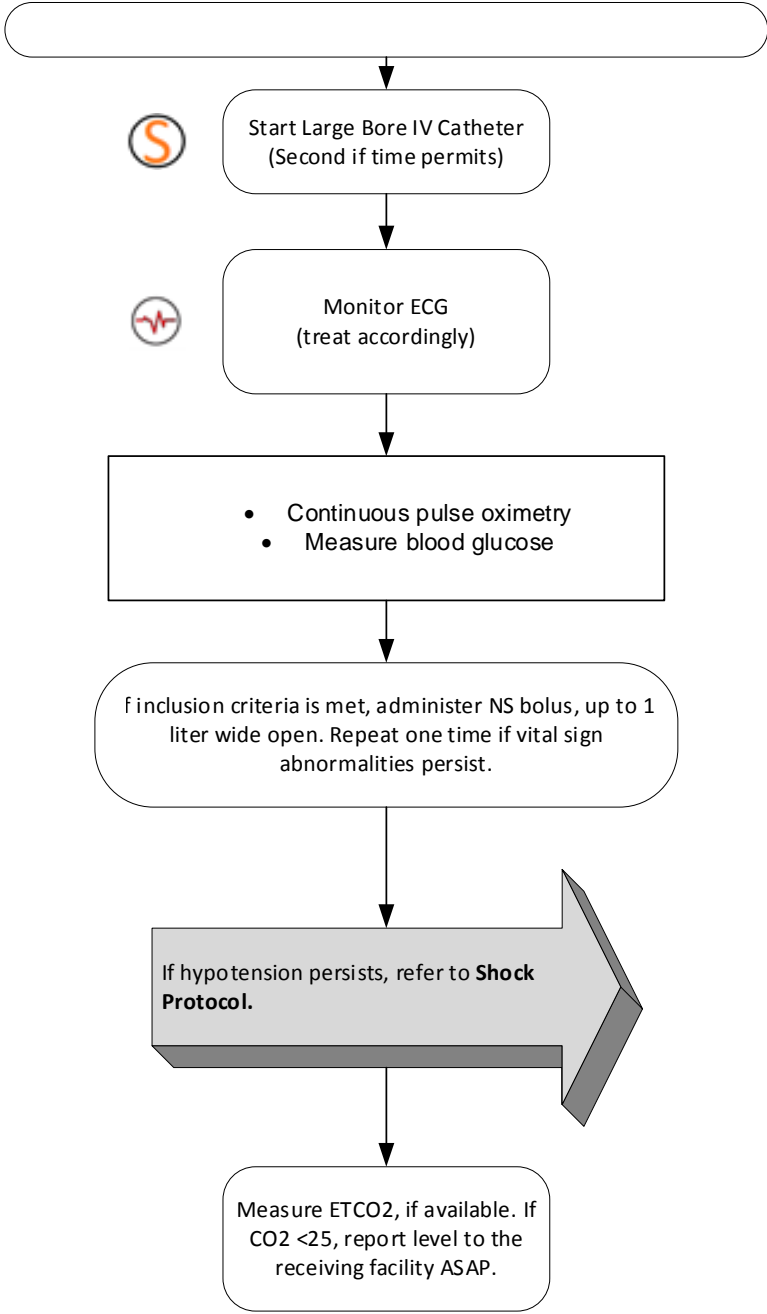 S
Start Large Bore IV Catheter
(Second if time permits)
Monitor ECG
(treat accordingly)
• Continuous pulse oximetry
• Measure blood glucose
f inclusion criteria is met, administer NS bolus, up to 1
liter wide open. Repeat one time if vital sign
abnormalities persist.
If hypotension persists, refer to Shock
Protocol.
Measure ETCO2, if available. If
CO2 <25, report level to the
receiving facility ASAP.